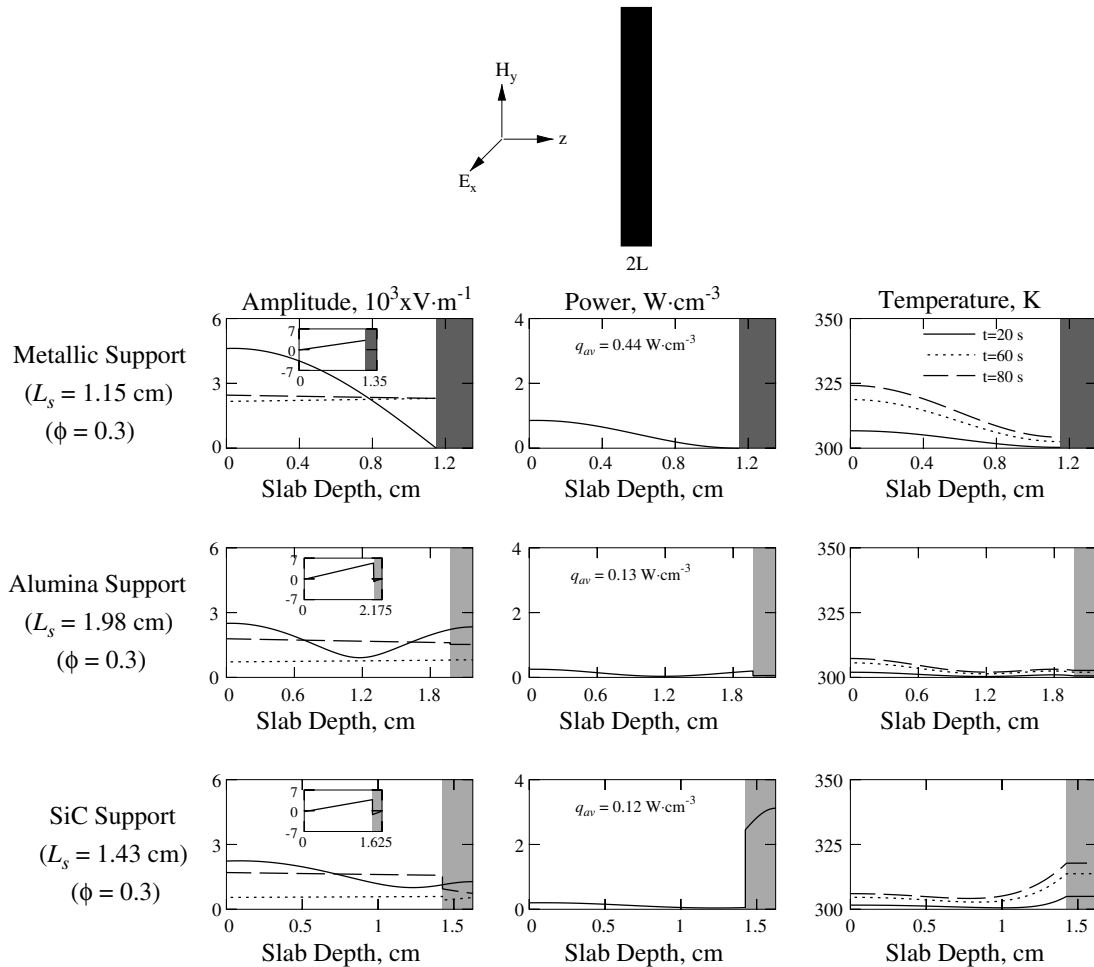 H_y
z
E_x
2L
Amplitude, 10^3xV·m^-1
Power, W·cm^-3
Temperature, K
Metallic Support
(L_s = 1.15 cm)
(ϕ = 0.3)
6
3
0
7
0
-7
0 1.35
0 0.4 0.8 1.2
Slab Depth, cm
4
2
0
q_av = 0.44 W·cm^-3
0 0.4 0.8 1.2
Slab Depth, cm
350
325
300
t=20 s
t=60 s
t=80 s
0 0.4 0.8 1.2
Slab Depth, cm
Alumina Support
(L_s = 1.98 cm)
(ϕ = 0.3)
6
3
0
7
0
-7
0 2.175
0 0.6 1.2 1.8
Slab Depth, cm
4
2
0
q_av = 0.13 W·cm^-3
0 0.6 1.2 1.8
Slab Depth, cm
350
325
300
0 0.6 1.2 1.8
Slab Depth, cm
SiC Support
(L_s = 1.43 cm)
(ϕ = 0.3)
6
3
0
7
0
-7
0 1.625
0 0.5 1 1.5
Slab Depth, cm
4
2
0
q_av = 0.12 W·cm^-3
0 0.5 1 1.5
Slab Depth, cm
350
325
300
0 0.5 1 1.5
Slab Depth, cm